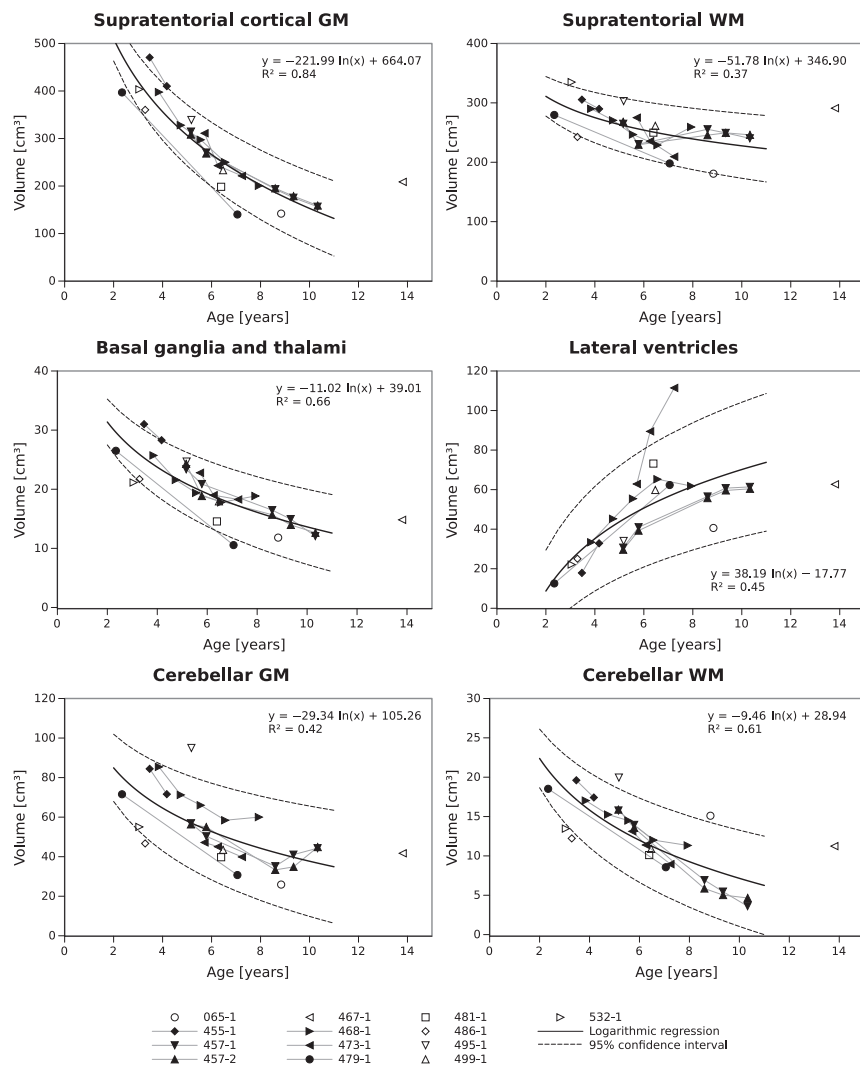 Supratentorial cortical GM
500
400
300
200
100
0
Volume [cm³]
y = −221.99 ln(x) + 664.07
R² = 0.84
0 2 4 6 8 10 12 14
Age [years]
Supratentorial WM
400
300
200
100
0
Volume [cm³]
y = −51.78 ln(x) + 346.90
R² = 0.37
0 2 4 6 8 10 12 14
Age [years]
Basal ganglia and thalami
40
30
20
10
0
Volume [cm³]
y = −11.02 ln(x) + 39.01
R² = 0.66
0 2 4 6 8 10 12 14
Age [years]
Lateral ventricles
120
100
80
60
40
20
0
Volume [cm³]
y = 38.19 ln(x) − 17.77
R² = 0.45
0 2 4 6 8 10 12 14
Age [years]
Cerebellar GM
120
100
80
60
40
20
0
Volume [cm³]
y = −29.34 ln(x) + 105.26
R² = 0.42
0 2 4 6 8 10 12 14
Age [years]
Cerebellar WM
30
25
20
15
10
5
0
Volume [cm³]
y = −9.46 ln(x) + 28.94
R² = 0.61
0 2 4 6 8 10 12 14
Age [years]
065-1 467-1 481-1 532-1
455-1 468-1 486-1 Logarithmic regression
457-1 473-1 495-1 95% confidence interval
457-2 479-1 499-1